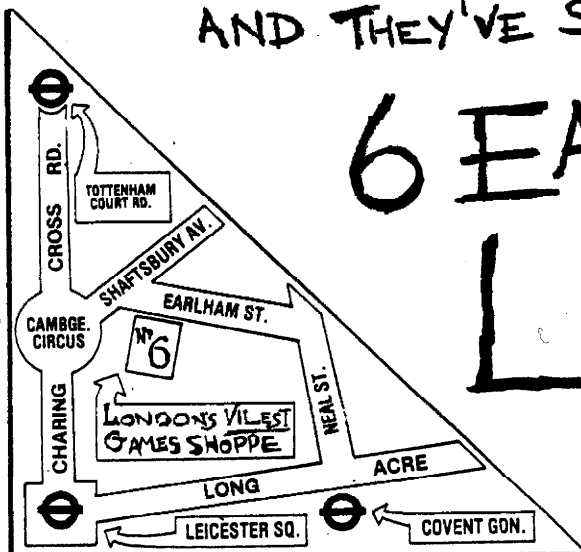 AND THEY'VE S
6 EA
L
TOTTENHAM
COURT RD.
CHARING CROSS RD.
SHAFTSBURY AV.
EARLHAM ST.
CAMBGE.
CIRCUS
Nº 6
LONDONS VILEST
GAMES SHOPPE
NEAL ST.
LONG ACRE
LEICESTER SQ.
COVENT GDN.